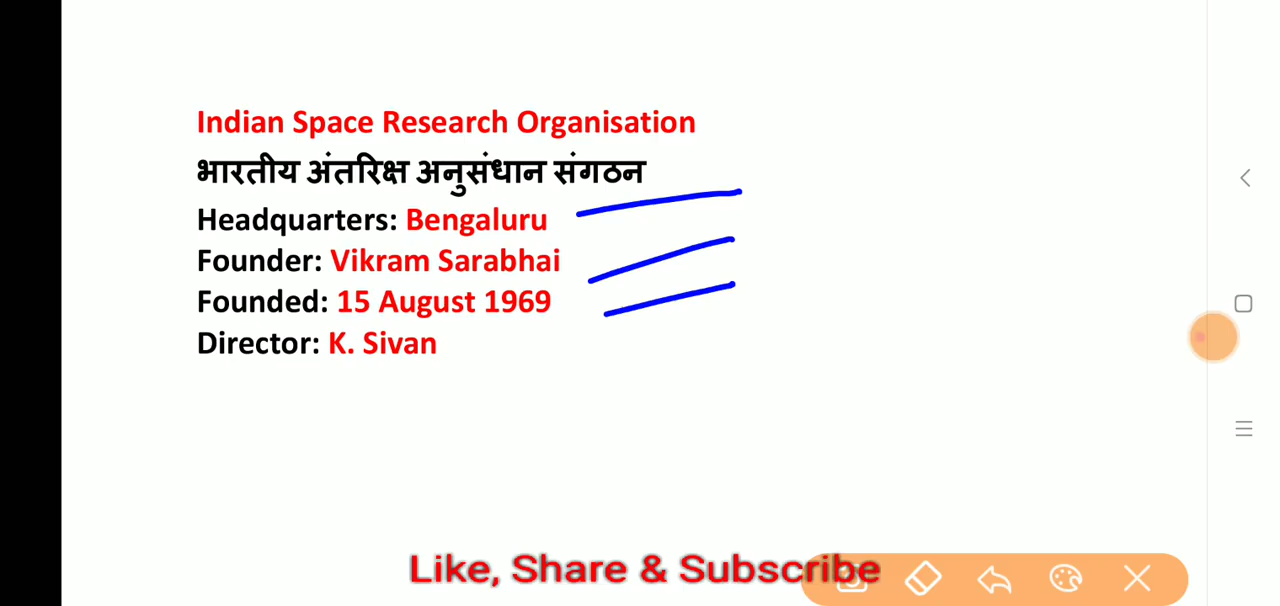 Indian Space Research Organisation
भारतीय अंतरिक्ष अनुसंधान संगठन
Headquarters: Bengaluru
Founder: Vikram Sarabhai
Founded: 15 August 1969
Director: K. Sivan
Like, Share & Subscribe